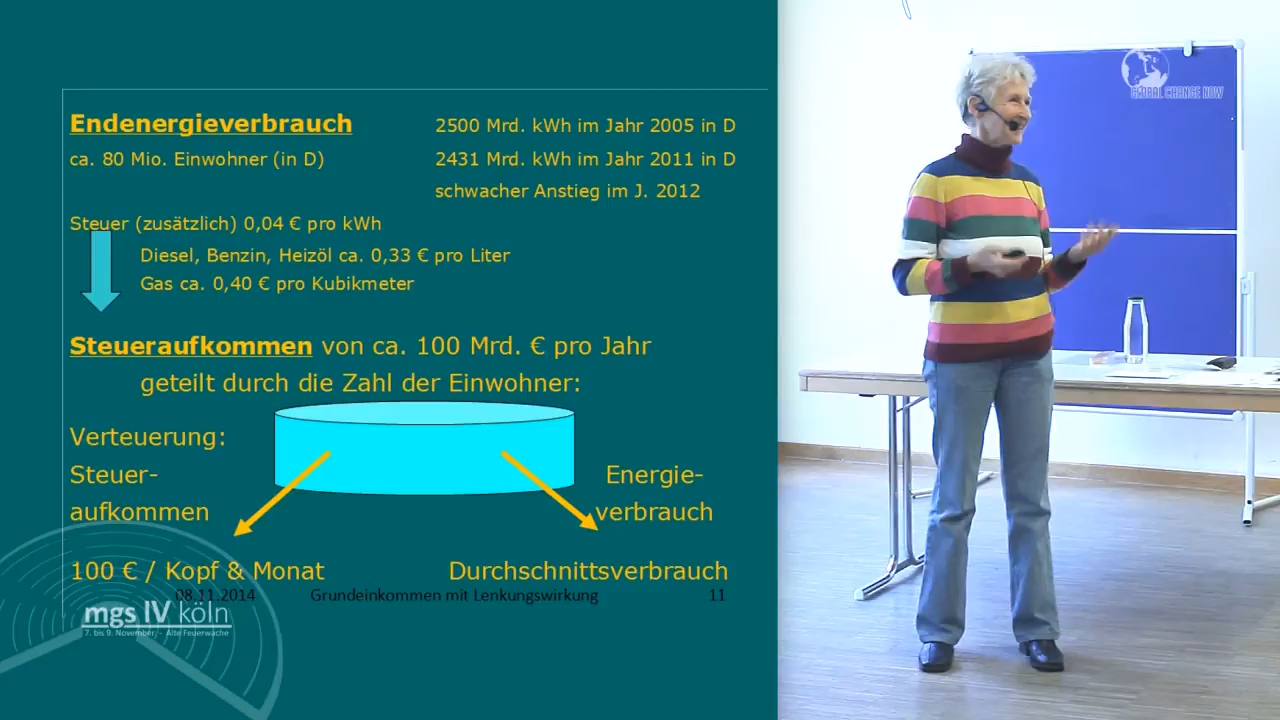 Endenergieverbrauch 2500 Mrd. kWh im Jahr 2005 in D
ca. 80 Mio. Einwohner (in D) 2431 Mrd. kWh im Jahr 2011 in D
schwacher Anstieg im J. 2012
Steuer (zusätzlich) 0,04 € pro kWh
Diesel, Benzin, Heizöl ca. 0,33 € pro Liter
Gas ca. 0,40 € pro Kubikmeter
Steueraufkommen von ca. 100 Mrd. € pro Jahr
geteilt durch die Zahl der Einwohner:
Verteuerung:
Steuer- Energie-
aufkommen verbrauch
100 € / Kopf & Monat Durchschnittsverbrauch
08.11.2014 Grundeinkommen mit Lenkungswirkung 11
mgs IV köln
7. bis 9. November - Alte Feuerwache
GLOBAL CHANGE NOW